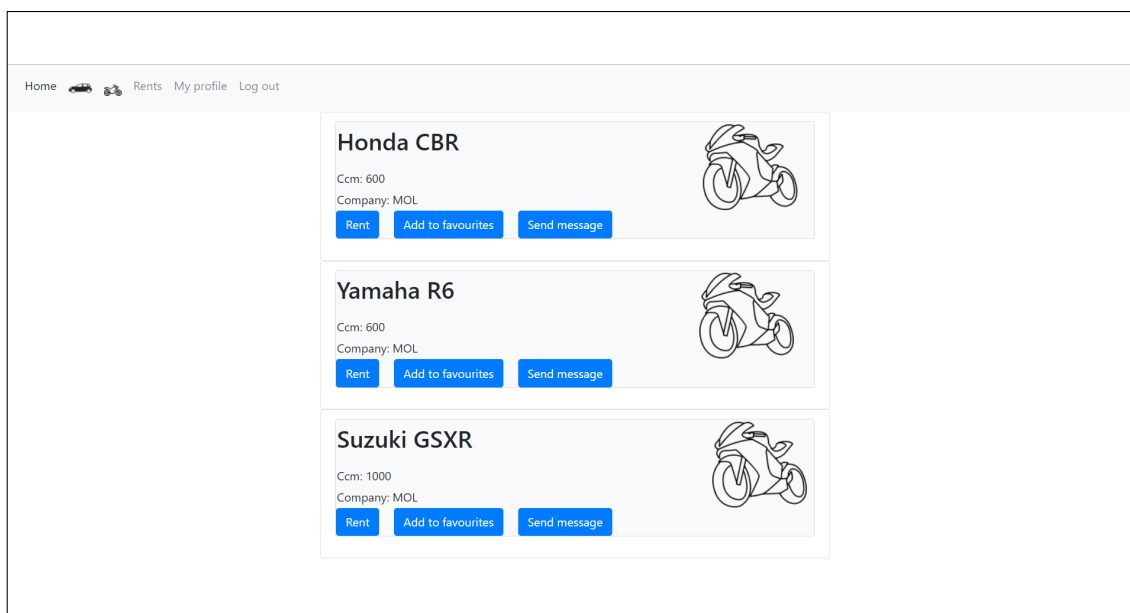 Home Rents My profile Log out
Honda CBR
Ccm: 600
Company: MOL
Rent Add to favourites Send message
Yamaha R6
Ccm: 600
Company: MOL
Rent Add to favourites Send message
Suzuki GSXR
Ccm: 1000
Company: MOL
Rent Add to favourites Send message